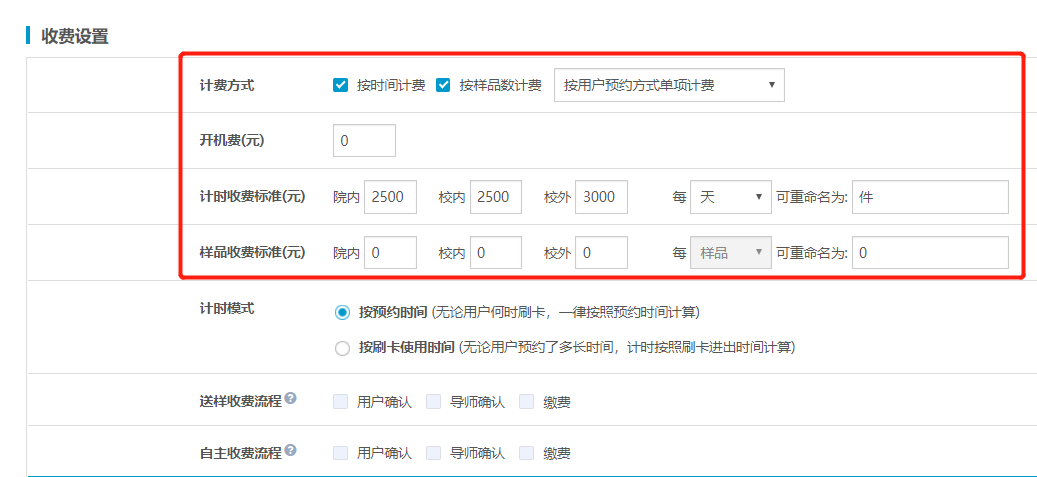 收费设置
计费方式 按时间计费 按样品数计费 按用户预约方式单项计费
开机费(元) 0
计时收费标准(元) 院内 2500 校内 2500 校外 3000 每 天 可重命名为: 件
样品收费标准(元) 院内 0 校内 0 校外 0 每 样品 可重命名为: 0
计时模式 按预约时间 (无论用户何时刷卡，一律按照预约时间计算)
按刷卡使用时间 (无论用户预约了多长时间，计时按照刷卡进出时间计算)
送样收费流程? 用户确认 导师确认 缴费
自主收费流程? 用户确认 导师确认 缴费